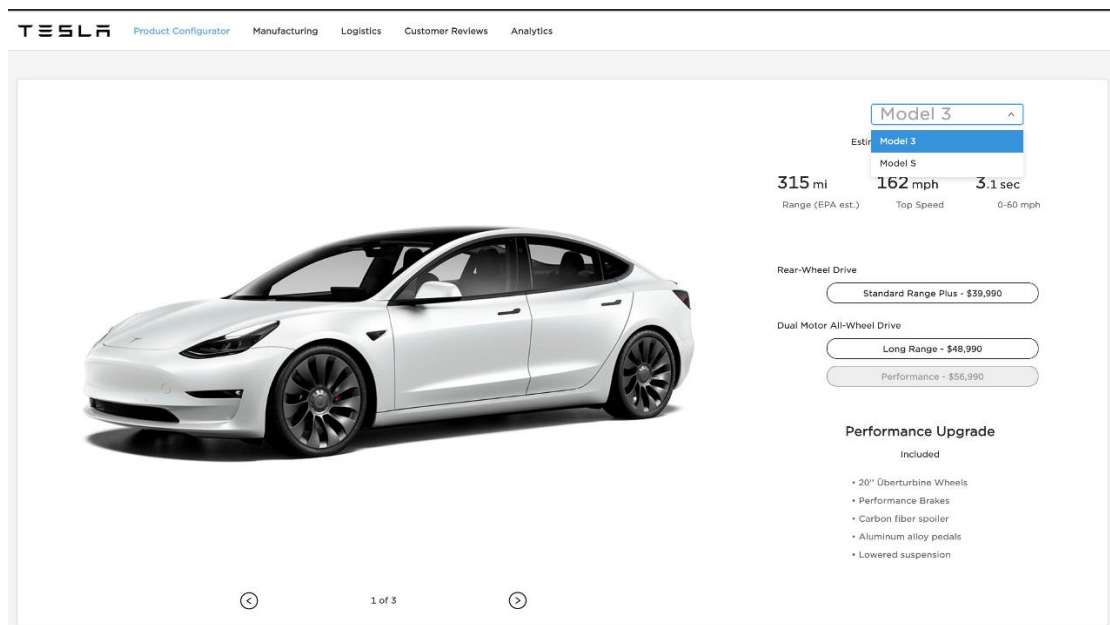 TESLA Product Configurator Manufacturing Logistics Customer Reviews Analytics
Model 3
Model 3
Model S
315 mi 162 mph 3.1 sec
Range (EPA est.) Top Speed 0-60 mph
Rear-Wheel Drive
Standard Range Plus - $39,990
Dual Motor All-Wheel Drive
Long Range - $48,990
Performance - $56,990
Performance Upgrade
Included
• 20'' Überturbine Wheels
• Performance Brakes
• Carbon fiber spoiler
• Aluminum alloy pedals
• Lowered suspension
1 of 3